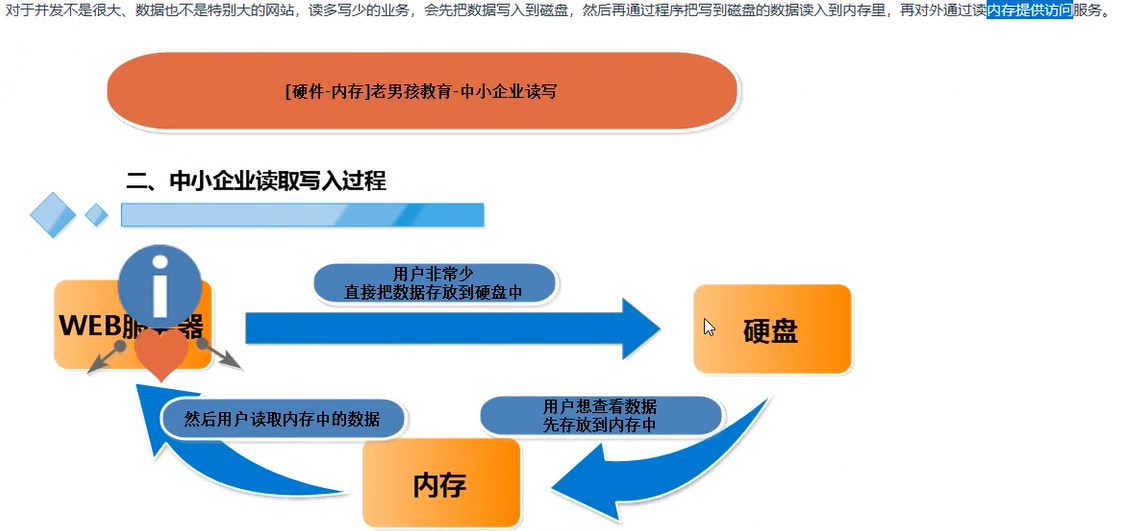 对于并发不是很大、数据也不是特别大的网站，读多写少的业务，会先把数据写入到磁盘，然后再通过程序把写到磁盘的数据读入到内存里，再对外通过读内存提供访问服务。
[硬件-内存]老男孩教育-中小企业读写
二、中小企业读取写入过程
用户非常少
直接把数据存放到硬盘中
WEB服 器
硬盘
然后用户读取内存中的数据
用户想查看数据
先存放到内存中
内存